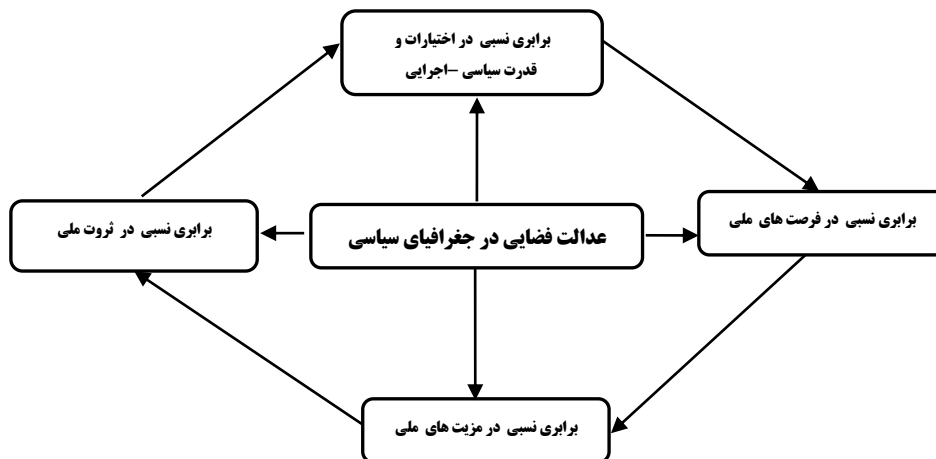 برابری نسبی در اختیارات و
قدرت سیاسی –اجرایی
برابری نسبی در فرصت های ملی
عدالت فضایی در جغرافیای سیاسی
برابری نسبی در ثروت ملی
برابری نسبی در مزیت های ملی